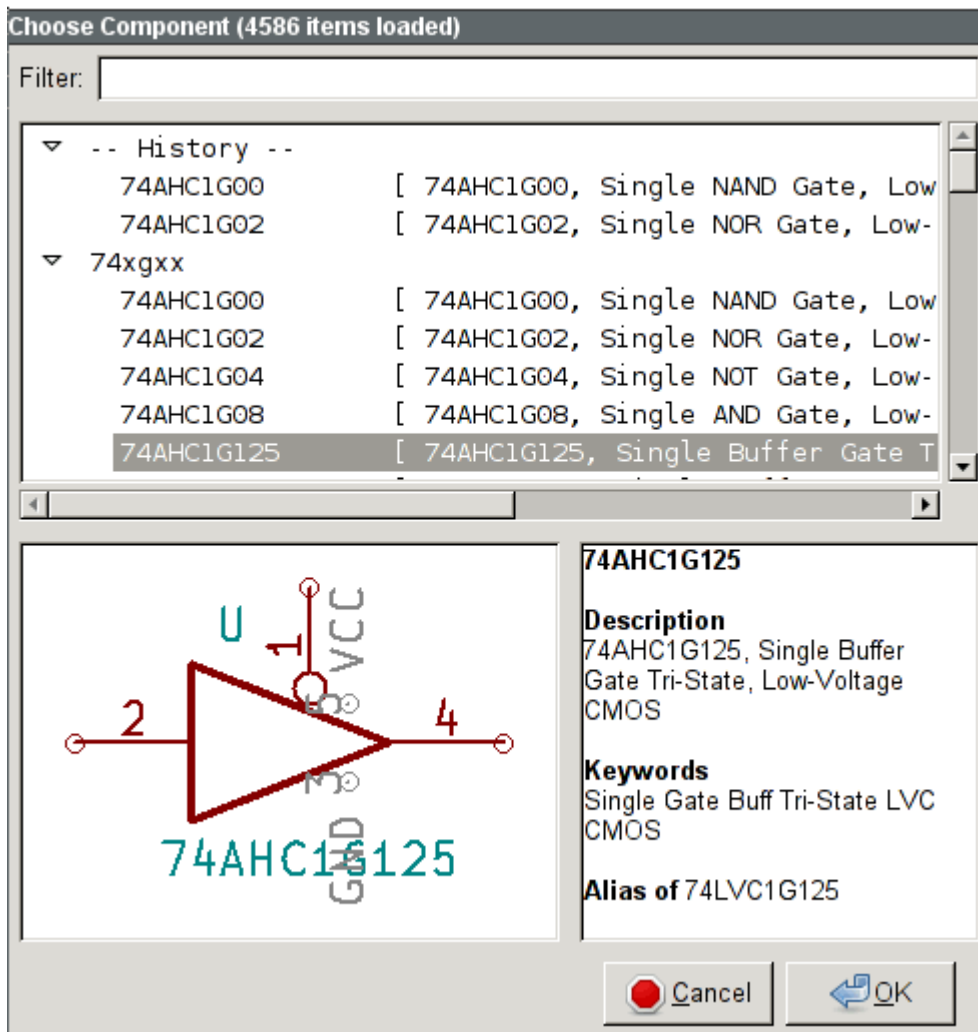 Choose Component (4586 items loaded)
Filter:
-- History --
74AHC1G00 [ 74AHC1G00, Single NAND Gate, Low
74AHC1G02 [ 74AHC1G02, Single NOR Gate, Low-
74xgxx
74AHC1G00 [ 74AHC1G00, Single NAND Gate, Low
74AHC1G02 [ 74AHC1G02, Single NOR Gate, Low-
74AHC1G04 [ 74AHC1G04, Single NOT Gate, Low-
74AHC1G08 [ 74AHC1G08, Single AND Gate, Low-
74AHC1G125 [ 74AHC1G125, Single Buffer Gate T
U
1
VCC
5
2
4
3
GND
74AHC1G125
74AHC1G125
Description
74AHC1G125, Single Buffer
Gate Tri-State, Low-Voltage
CMOS
Keywords
Single Gate Buff Tri-State LVC
CMOS
Alias of 74LVC1G125
Cancel
OK